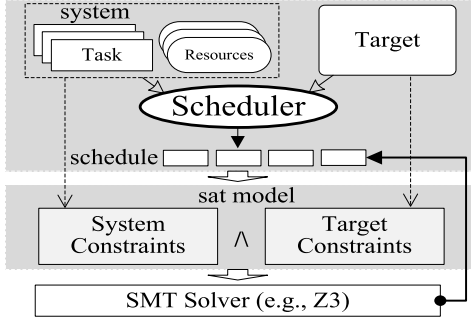 system
Task
Resources
Target
Scheduler
schedule
sat model
System
Constraints
/\
Target
Constraints
SMT Solver (e.g., Z3)